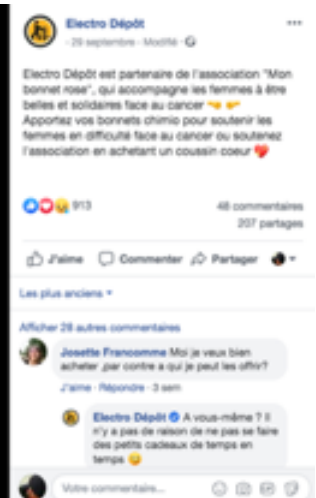 Electro Dépôt
29 septembre · Modifié ·
Electro Dépôt est partenaire de l'association "Mon
bonnet rose", qui accompagne les femmes à être
belles et solidaires face au cancer 👈 👉
Apportez vos bonnets chimio pour soutenir les
femmes en difficulté face au cancer ou soutenez
l'association en achetant un coussin coeur ❤️
913
48 commentaires
207 partages
J'aime Commenter Partager
Les plus anciens
Afficher 28 autres commentaires
Josette Francomme Moi je veux bien
acheter ,par contre a qui je peut les offrir?
J'aime · Répondre · 3 sem
Electro Dépôt A vous-même ? Il
n'y a pas de raison de ne pas se faire
des petits cadeaux de temps en
temps 😉
Votre commentaire...
GIF